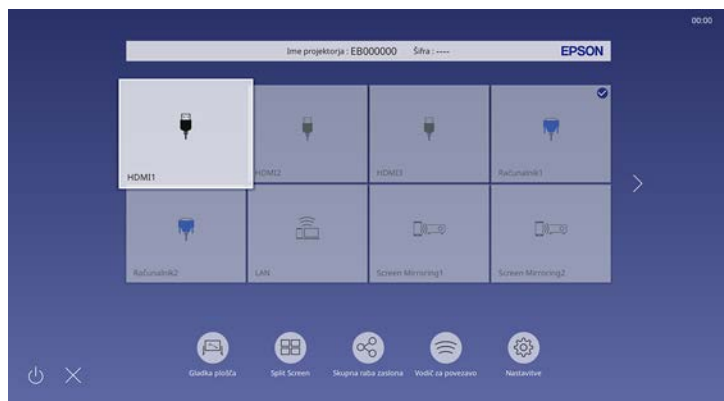 00:00
Ime projektorja : EB000000 Šifra : ---- EPSON
HDMI1 HDMI2 HDMI3 Računalnik1
Računalnik2 LAN Screen Mirroring1 Screen Mirroring2
Gladka plošča Split Screen Skupna raba zaslona Vodič za povezavo Nastavitve